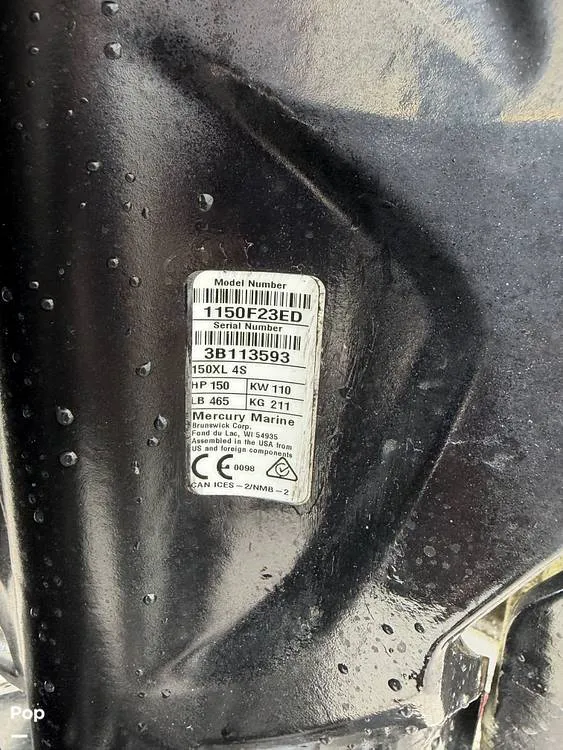 Model Number
1150F23ED
Serial Number
3B113593
150XL 4S
HP 150 KW 110
LB 465 KG 211
Mercury Marine
Brunswick Corp.
Fond du Lac, WI 54935
Assembled in the USA from
US and foreign components
CE 0098
CAN ICES-2/NMB-2
Pop